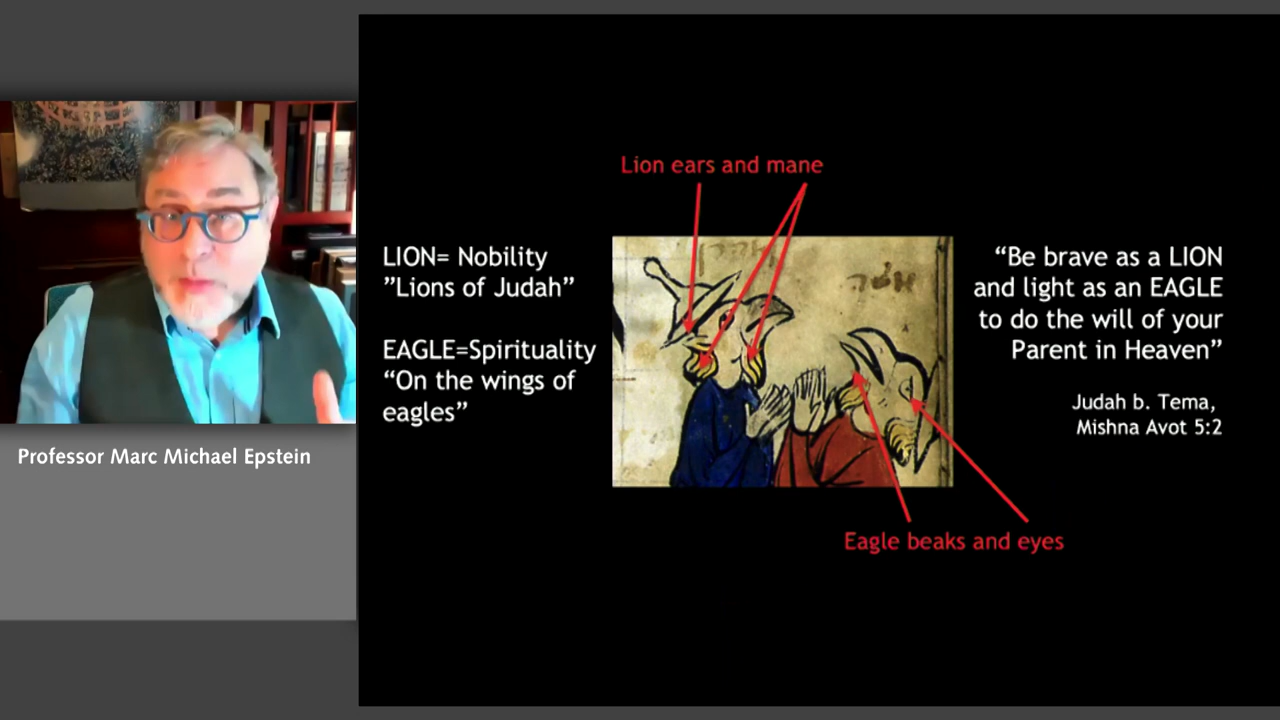 Professor Marc Michael Epstein
Lion ears and mane
LION= Nobility
”Lions of Judah”
EAGLE=Spirituality
“On the wings of
eagles”
אהרן
משה
“Be brave as a LION
and light as an EAGLE
to do the will of your
Parent in Heaven”
Judah b. Tema,
Mishna Avot 5:2
Eagle beaks and eyes